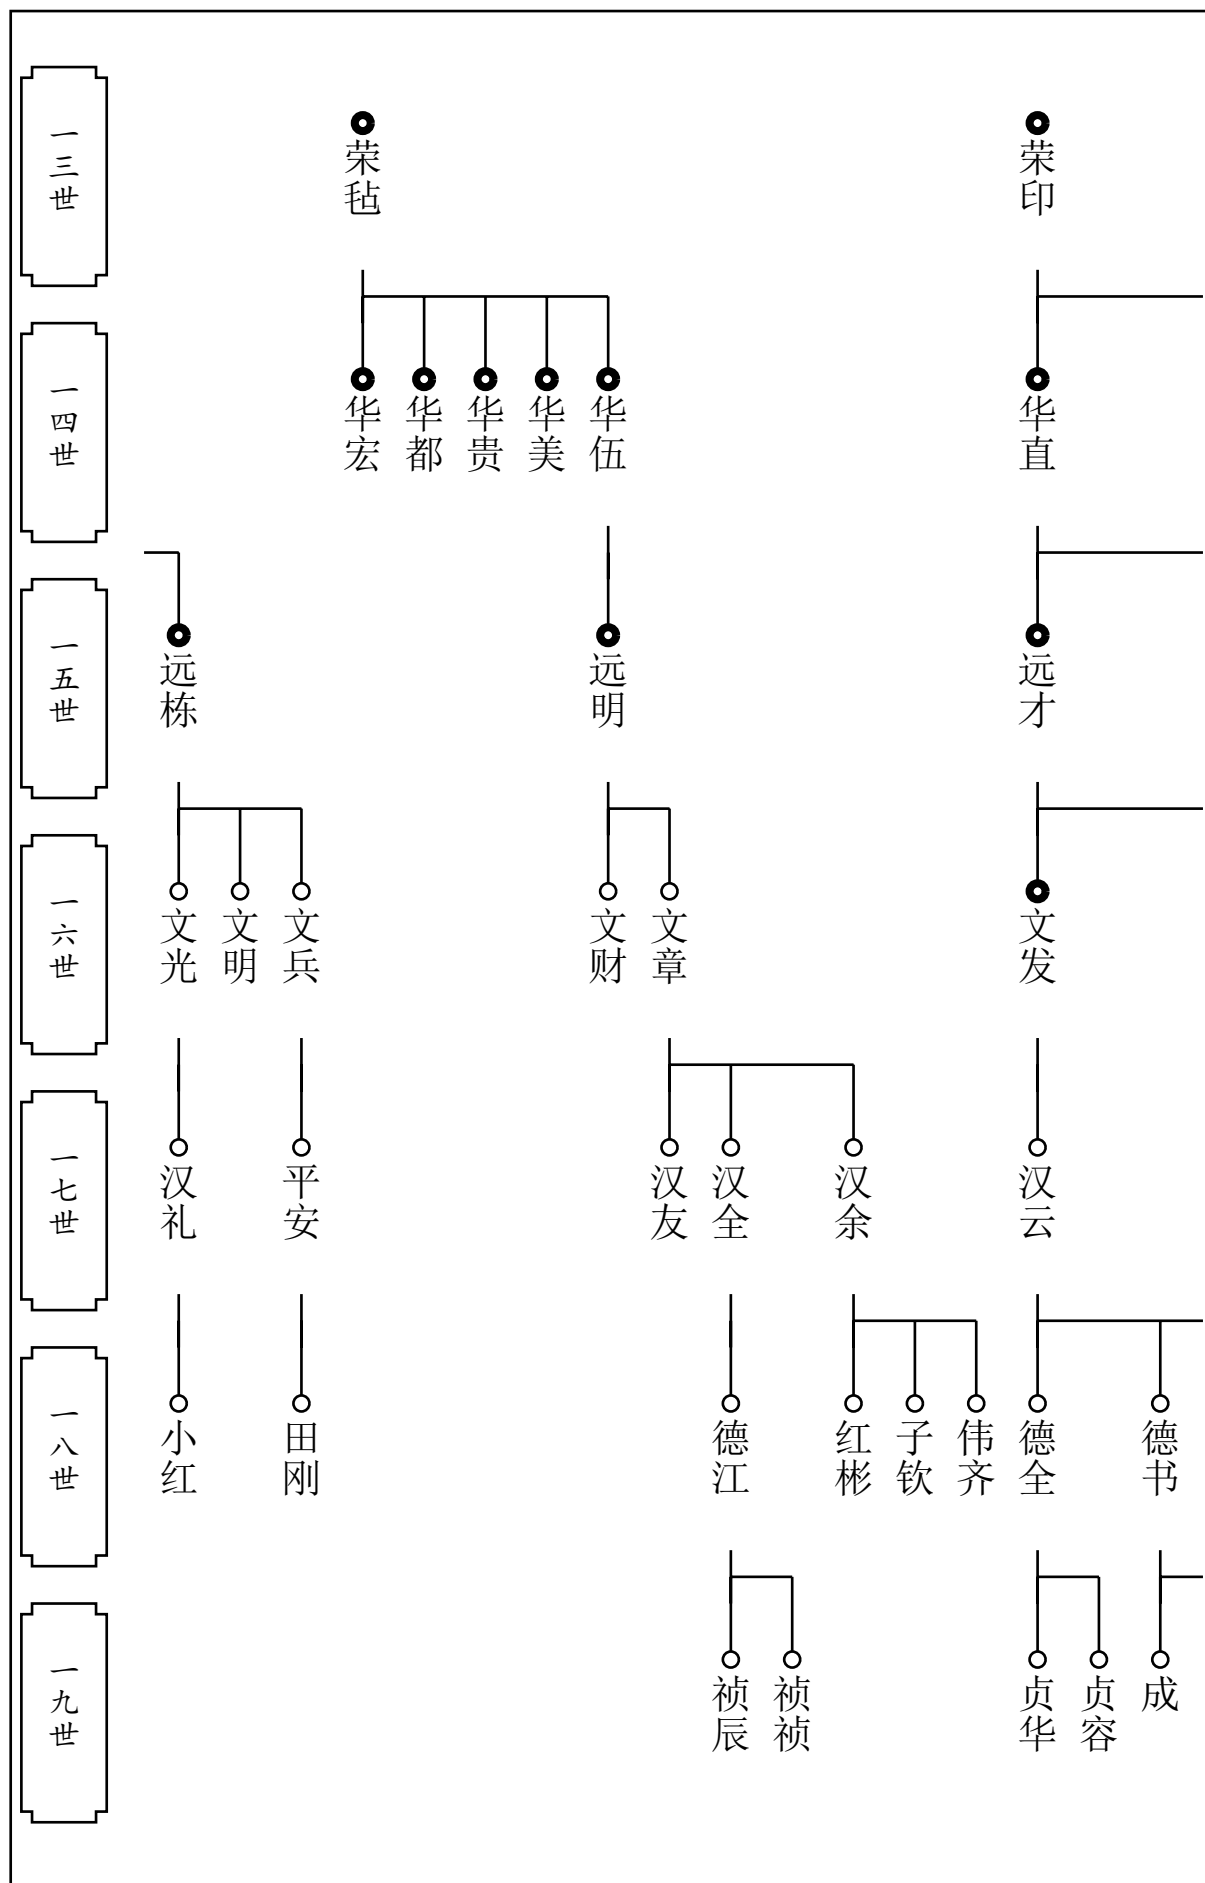 一三世
荣毡
荣印
一四世
华宏
华都
华贵
华美
华伍
华直
一五世
远栋
远明
远才
一六世
文光
文明
文兵
文财
文章
文发
一七世
汉礼
平安
汉友
汉全
汉余
汉云
一八世
小红
田刚
德江
红彬
子钦
伟齐
德全
德书
一九世
祯辰
祯祯
贞华
贞容
成